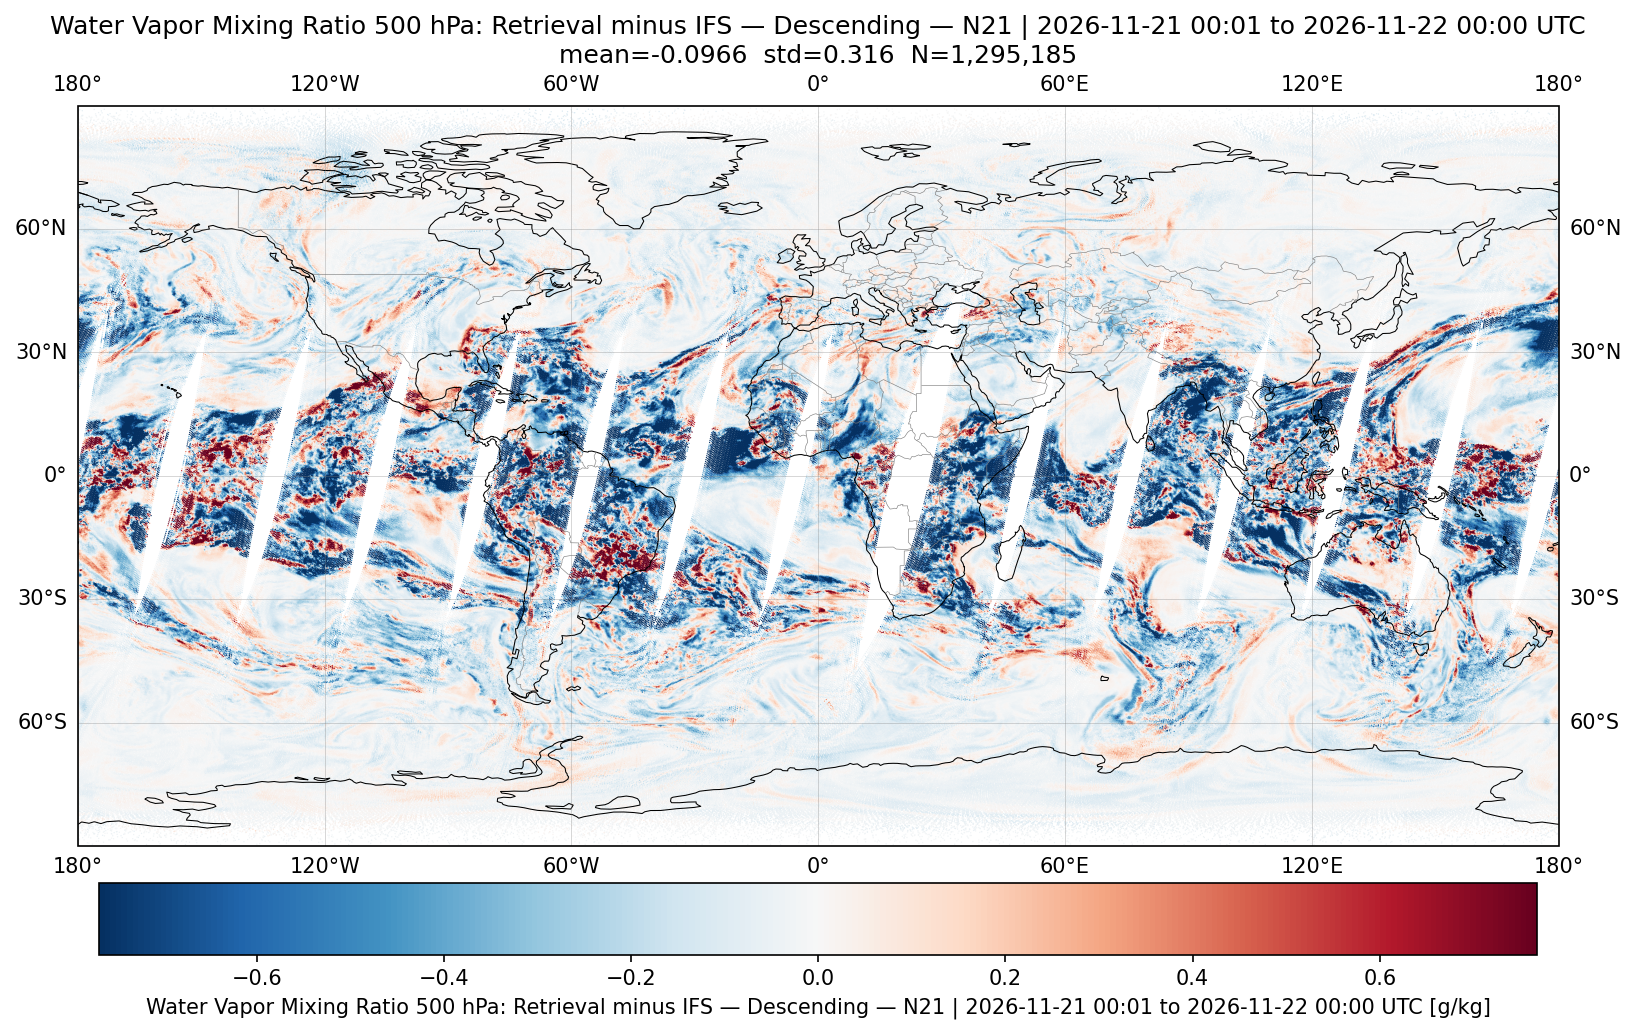 Water Vapor Mixing Ratio 500 hPa: Retrieval minus IFS — Descending — N21 | 2026-11-21 00:01 to 2026-11-22 00:00 UTC
mean=-0.0966 std=0.316 N=1,295,185
180° 120°W 60°W 0° 60°E 120°E 180°
60°N 60°N
30°N 30°N
0° 0°
30°S 30°S
60°S 60°S
180° 120°W 60°W 0° 60°E 120°E 180°
−0.6 −0.4 −0.2 0.0 0.2 0.4 0.6
Water Vapor Mixing Ratio 500 hPa: Retrieval minus IFS — Descending — N21 | 2026-11-21 00:01 to 2026-11-22 00:00 UTC [g/kg]